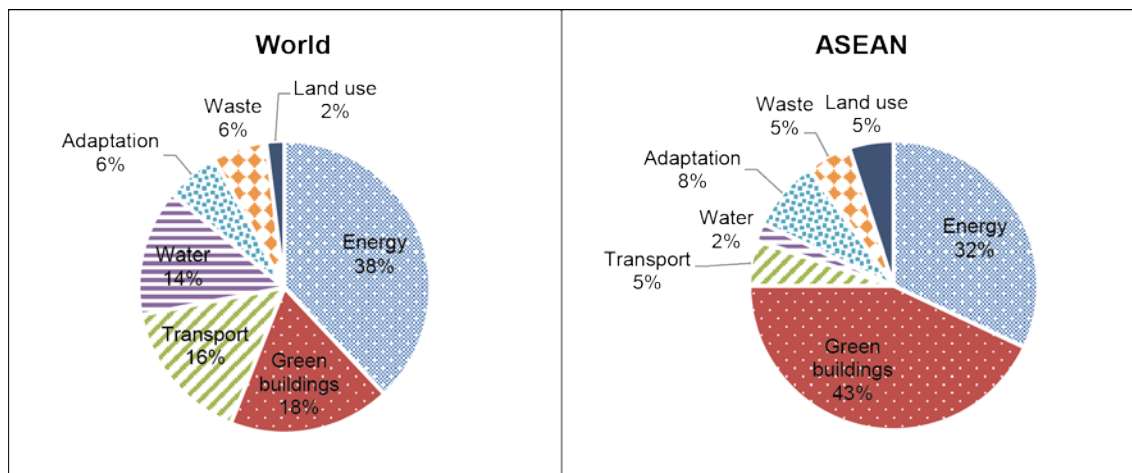 World
Land use
2%
Waste
6%
Adaptation
6%
Energy
38%
Water
14%
Transport
16%
Green
buildings
18%
ASEAN
Land use
5%
Waste
5%
Adaptation
8%
Water
2%
Energy
32%
Transport
5%
Green
buildings
43%